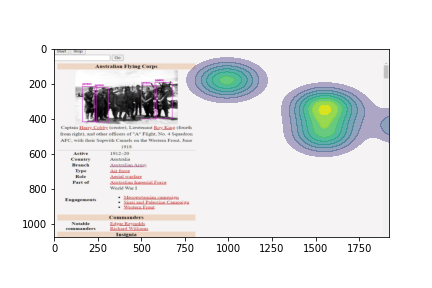 0
200
400
600
800
1000
Start Stop
Go
Australian Flying Corps
Captain Harry Cobby (centre), Lieutenant Roy King (fourth
from right), and other officers of "A" Flight, No. 4 Squadron
AFC, with their Sopwith Camels on the Western Front, June
1918
Active 1912–20
Country Australia
Branch Australian Army
Type Air force
Role Aerial warfare
Part of Australian Imperial Force
World War I
Engagements
Mesopotamian campaign
Sinai and Palestine Campaign
Western Front
Commanders
Notable commanders
Edgar Reynolds
Richard Williams
Insignia
0 250 500 750 1000 1250 1500 1750